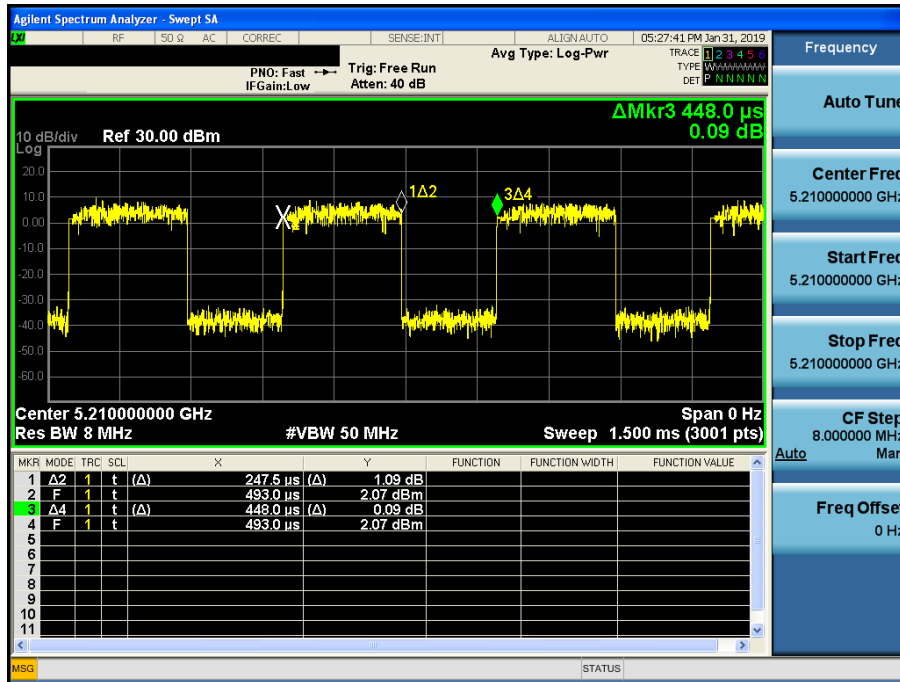 Agilent Spectrum Analyzer - Swept SA
LXI RF 50 Ω AC CORREC SENSE:INT ALIGN AUTO 05:27:41 PM Jan 31, 2019
Frequency
Avg Type: Log-Pwr TRACE 1 2 3 4 5 6
PNO: Fast Trig: Free Run TYPE W W W W W W
IFGain:Low Atten: 40 dB DET P N N N N N
Auto Tune
ΔMkr3 448.0 µs
0.09 dB
10 dB/div Ref 30.00 dBm
Log
20.0
10.0
0.00
-10.0
-20.0
-30.0
-40.0
-50.0
-60.0
X
1Δ2
3Δ4
Center 5.210000000 GHz Span 0 Hz
Res BW 8 MHz #VBW 50 MHz Sweep 1.500 ms (3001 pts)
Center Freq
5.210000000 GHz
Start Freq
5.210000000 GHz
Stop Freq
5.210000000 GHz
CF Step
8.000000 MHz
Auto Man
Freq Offset
0 Hz
MKR MODE TRC SCL X Y FUNCTION FUNCTION WIDTH FUNCTION VALUE
1 Δ2 1 t (Δ) 247.5 µs (Δ) 1.09 dB
2 F 1 t 493.0 µs 2.07 dBm
3 Δ4 1 t (Δ) 448.0 µs (Δ) 0.09 dB
4 F 1 t 493.0 µs 2.07 dBm
5
6
7
8
9
10
11
MSG STATUS